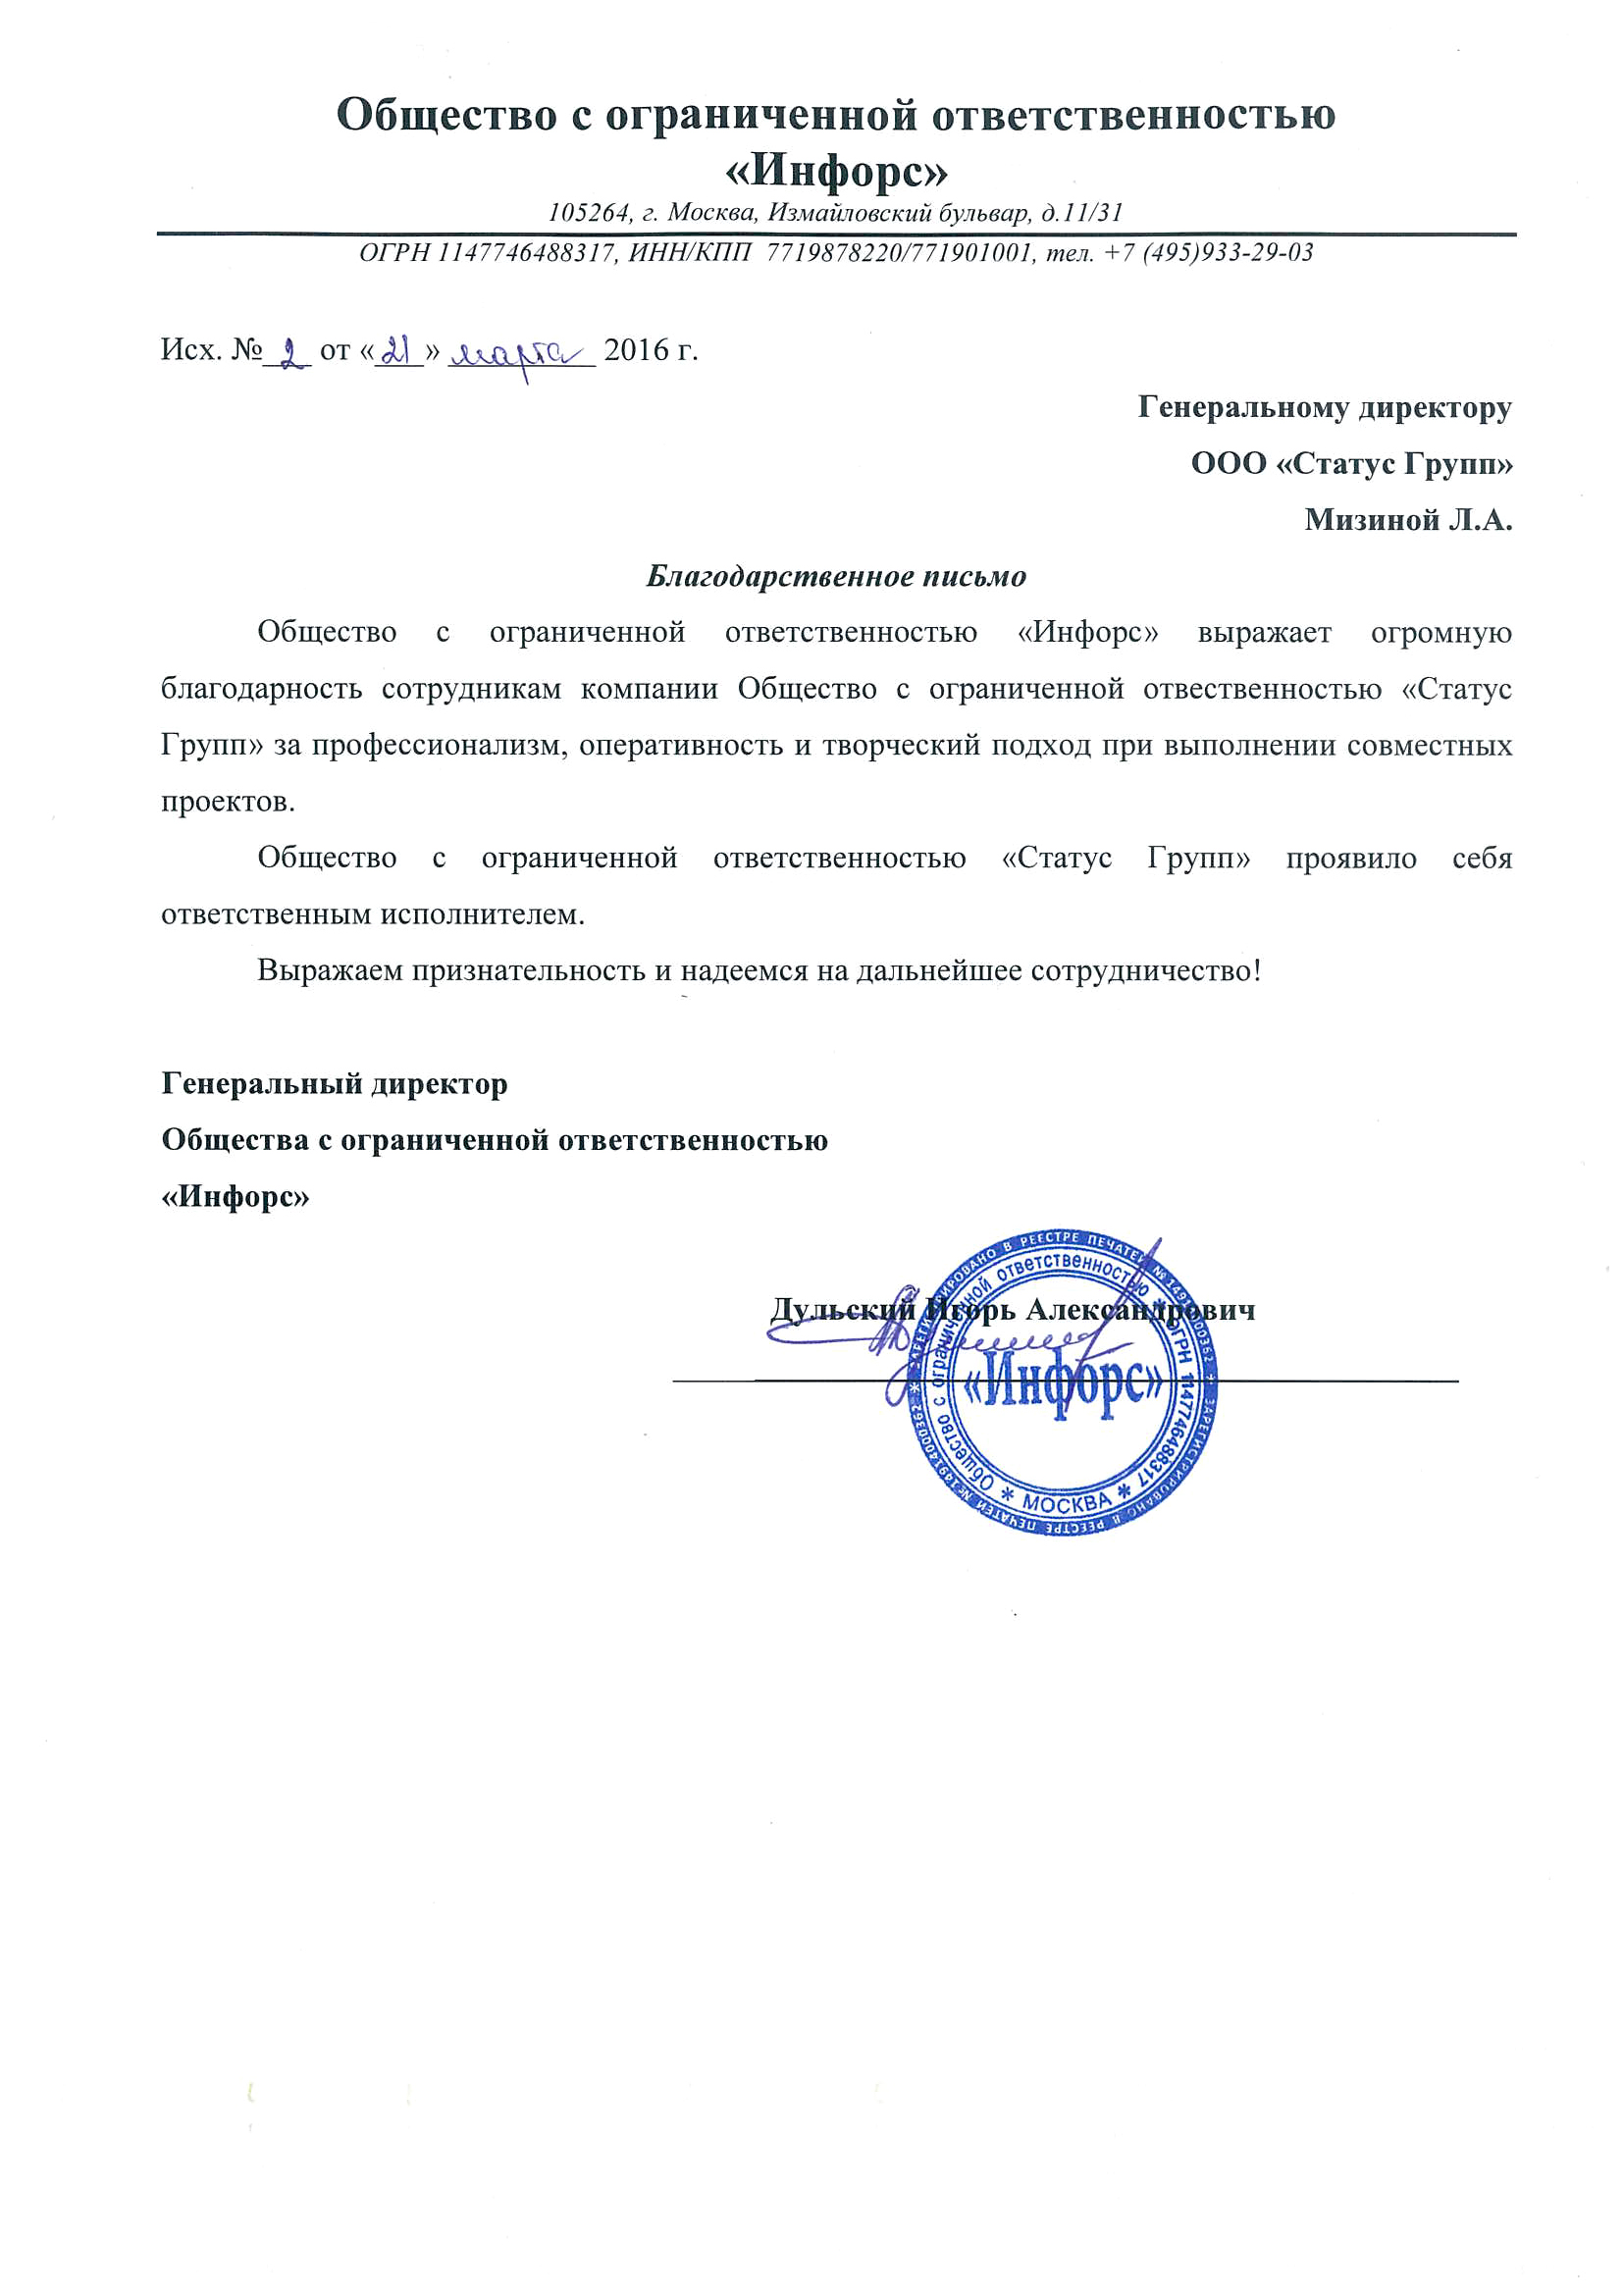 Общество с ограниченной ответственностью
«Инфорс»
105264, г. Москва, Измайловский бульвар, д.11/31
ОГРН 1147746488317, ИНН/КПП 7719878220/771901001, тел. +7 (495)933-29-03
Исх. № 2 от «21» марта 2016 г.
Генеральному директору
ООО «Статус Групп»
Мизиной Л.А.
Благодарственное письмо
Общество с ограниченной ответственностью «Инфорс» выражает огромную
благодарность сотрудникам компании Общество с ограниченной отвественностью «Статус
Групп» за профессионализм, оперативность и творческий подход при выполнении совместных
проектов.
Общество с ограниченной ответственностью «Статус Групп» проявило себя
ответственным исполнителем.
Выражаем признательность и надеемся на дальнейшее сотрудничество!
Генеральный директор
Общества с ограниченной ответственностью
«Инфорс»
Дульский Игорь Александрович
«Инфорс»
Общество с ограниченной ответственностью * ОГРН 1147746488317 * МОСКВА *
ЗАРЕГИСТРИРОВАНО В РЕЕСТРЕ ПЕЧАТЕЙ